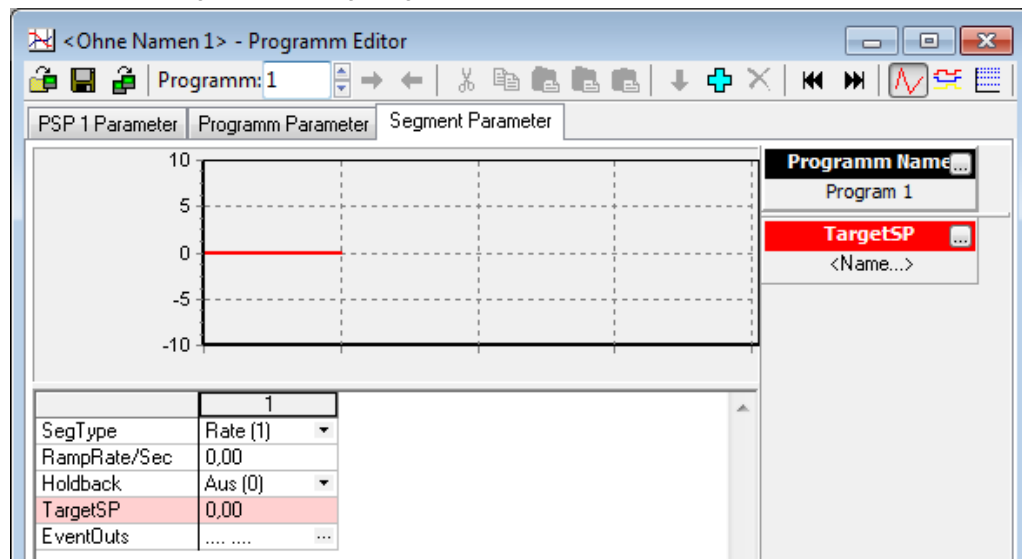 <Ohne Namen 1> - Programm Editor
Programm: 1
PSP 1 Parameter Programm Parameter Segment Parameter
10
5
0
-5
-10
Programm Name...
Program 1
TargetSP ...
<Name...>
1
SegType Rate (1)
RampRate/Sec 0,00
Holdback Aus (0)
TargetSP 0,00
EventOuts .... .... ...